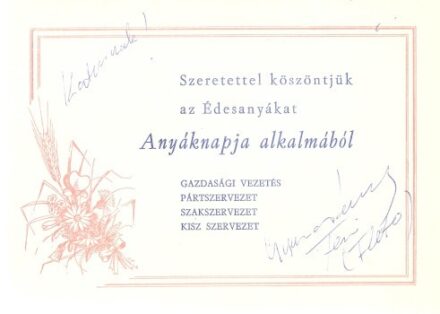 Szeretettel köszöntjük
az Édesanyákat
Anyáknapja alkalmából
GAZDASÁGI VEZETÉS
PÁRTSZERVEZET
SZAKSZERVEZET
KISZ SZERVEZET